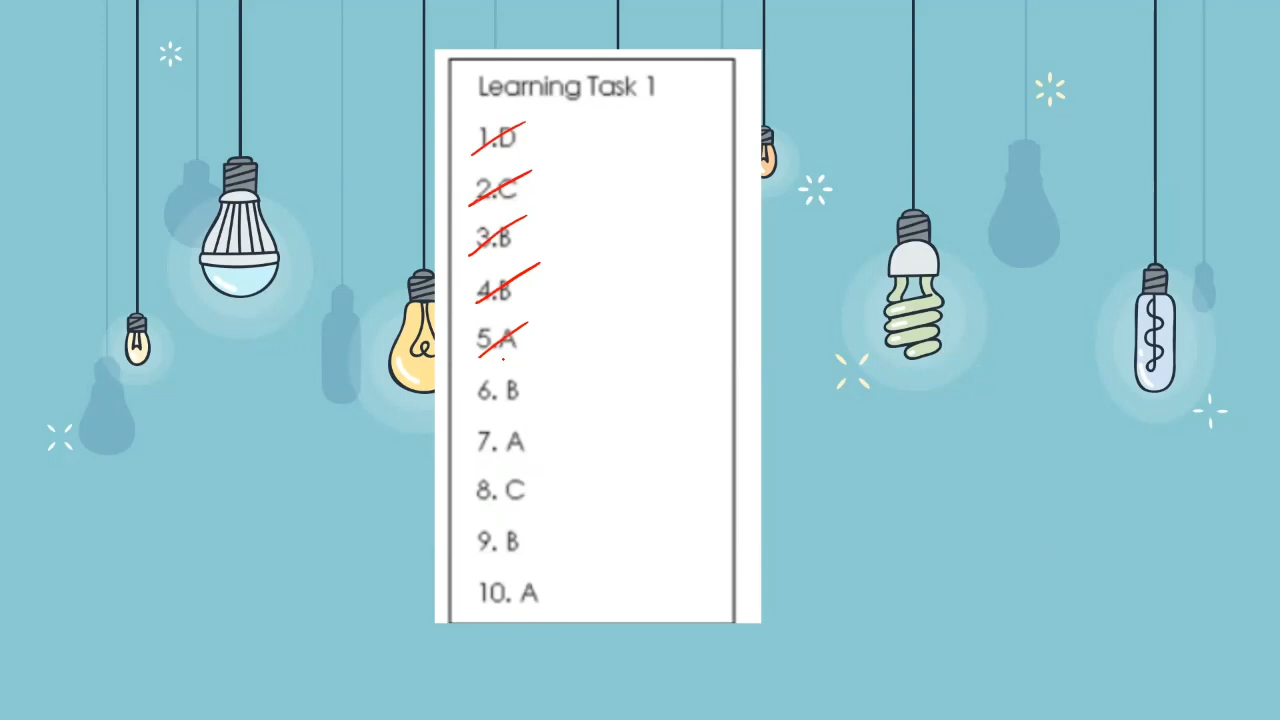 Learning Task 1
1.D
2.C
3.B
4.B
5.A
6. B
7. A
8. C
9. B
10. A